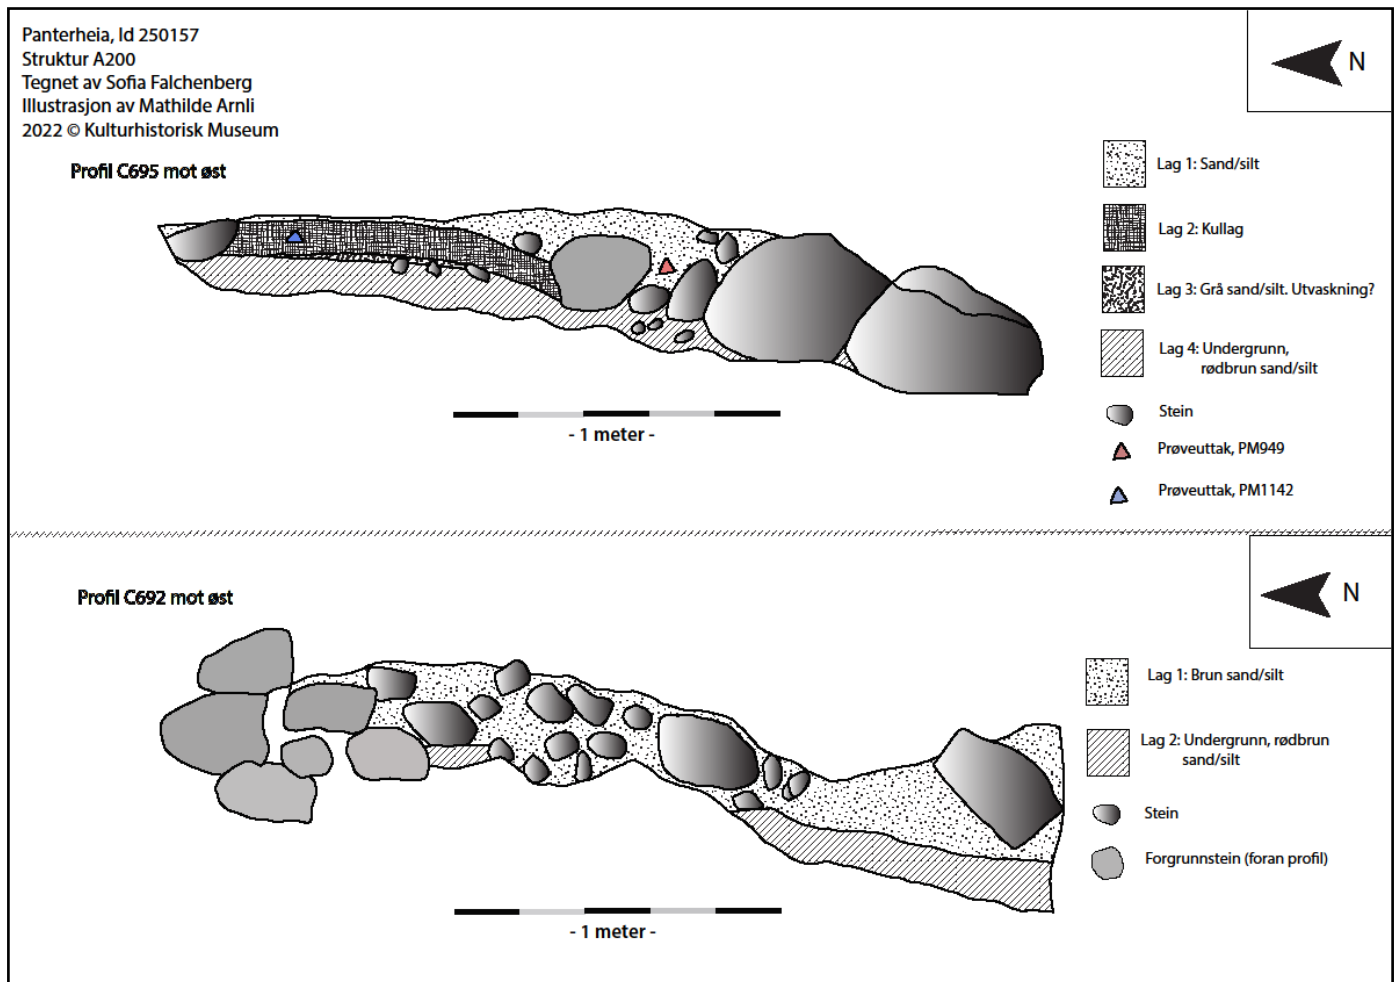 Panterheia, Id 250157
Struktur A200
Tegnet av Sofia Falchenberg
Illustrasjon av Mathilde Arnli
2022 © Kulturhistorisk Museum
N
Profil C695 mot øst
Lag 1: Sand/silt
Lag 2: Kullag
Lag 3: Grå sand/silt. Utvaskning?
Lag 4: Undergrunn,
rødbrun sand/silt
Stein
Prøveuttak, PM949
Prøveuttak, PM1142
- 1 meter -
N
Profil C692 mot øst
Lag 1: Brun sand/silt
Lag 2: Undergrunn, rødbrun
sand/silt
Stein
Forgrunnstein (foran profil)
- 1 meter -